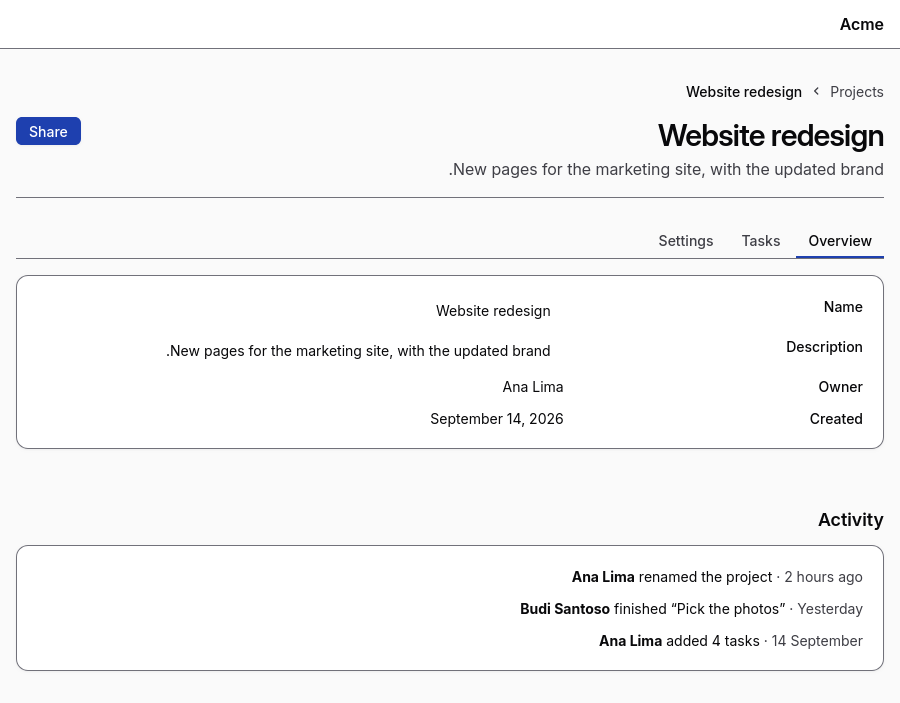 Acme
Projects › Website redesign
Website redesign
Share
New pages for the marketing site, with the updated brand.
Overview Tasks Settings
Name Website redesign
Description New pages for the marketing site, with the updated brand.
Owner Ana Lima
Created September 14, 2026
Activity
Ana Lima renamed the project · 2 hours ago
Budi Santoso finished “Pick the photos” · Yesterday
Ana Lima added 4 tasks · 14 September